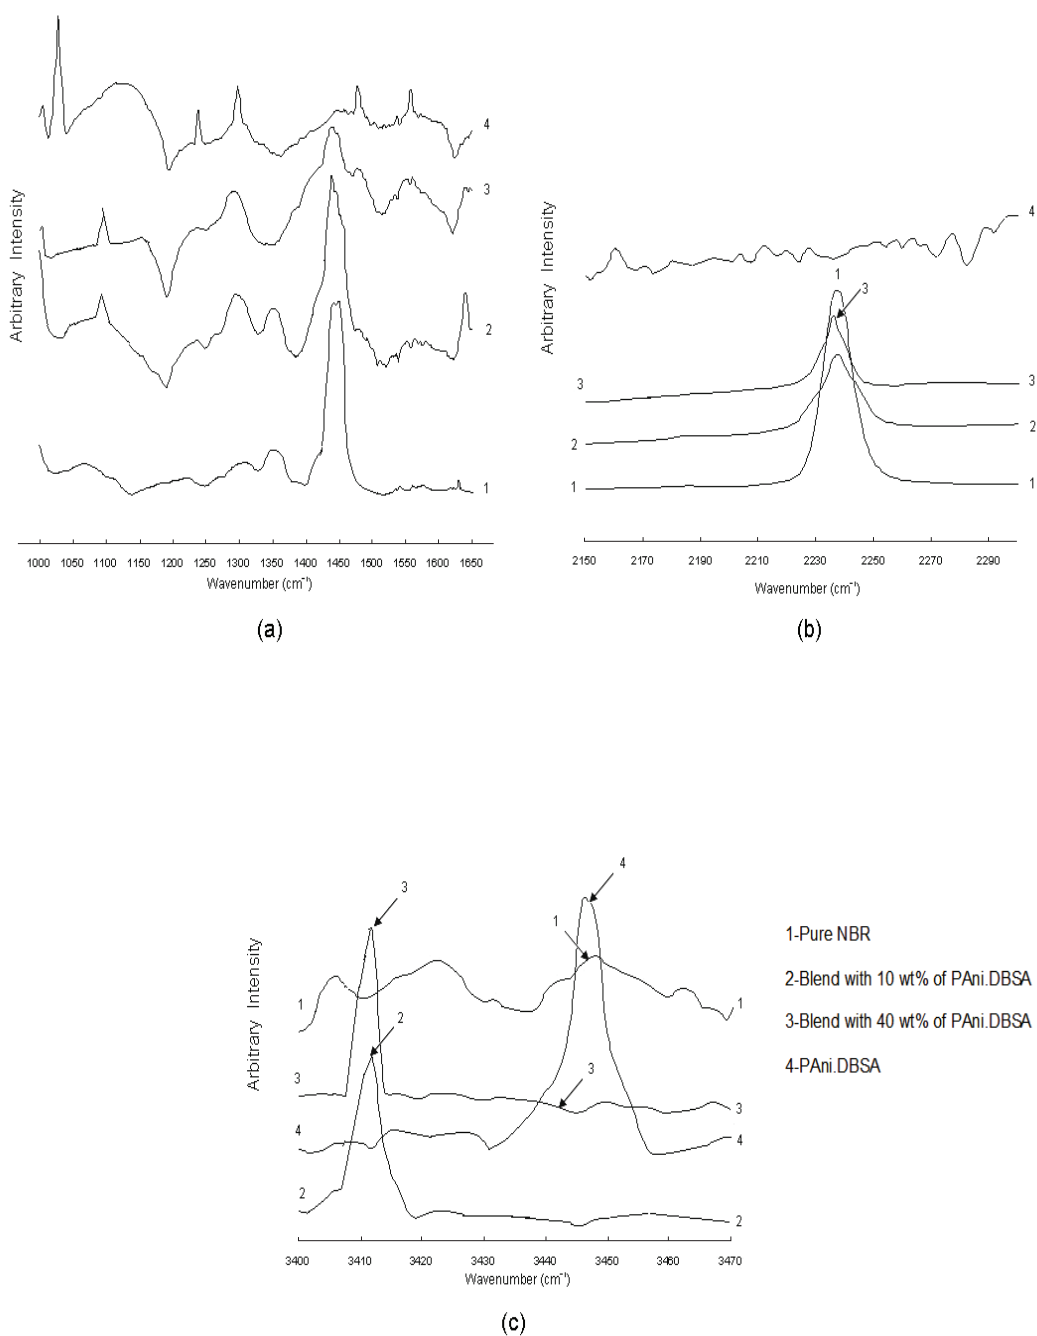 4
3
2
1
Arbitrary Intensity
1000 1050 1100 1150 1200 1250 1300 1350 1400 1450 1500 1550 1600 1650
Wavenumber (cm⁻¹)
(a)
4
1
3
3
3
2
2
1
1
Arbitrary Intensity
2150 2170 2190 2210 2230 2250 2270 2290
Wavenumber (cm⁻¹)
(b)
4
3
1
1
1
2
3
3
3
4
4
2
2
Arbitrary Intensity
3400 3410 3420 3430 3440 3450 3460 3470
Wavenumber (cm⁻¹)
(c)
1-Pure NBR
2-Blend with 10 wt% of PAni.DBSA
3-Blend with 40 wt% of PAni.DBSA
4-PAni.DBSA